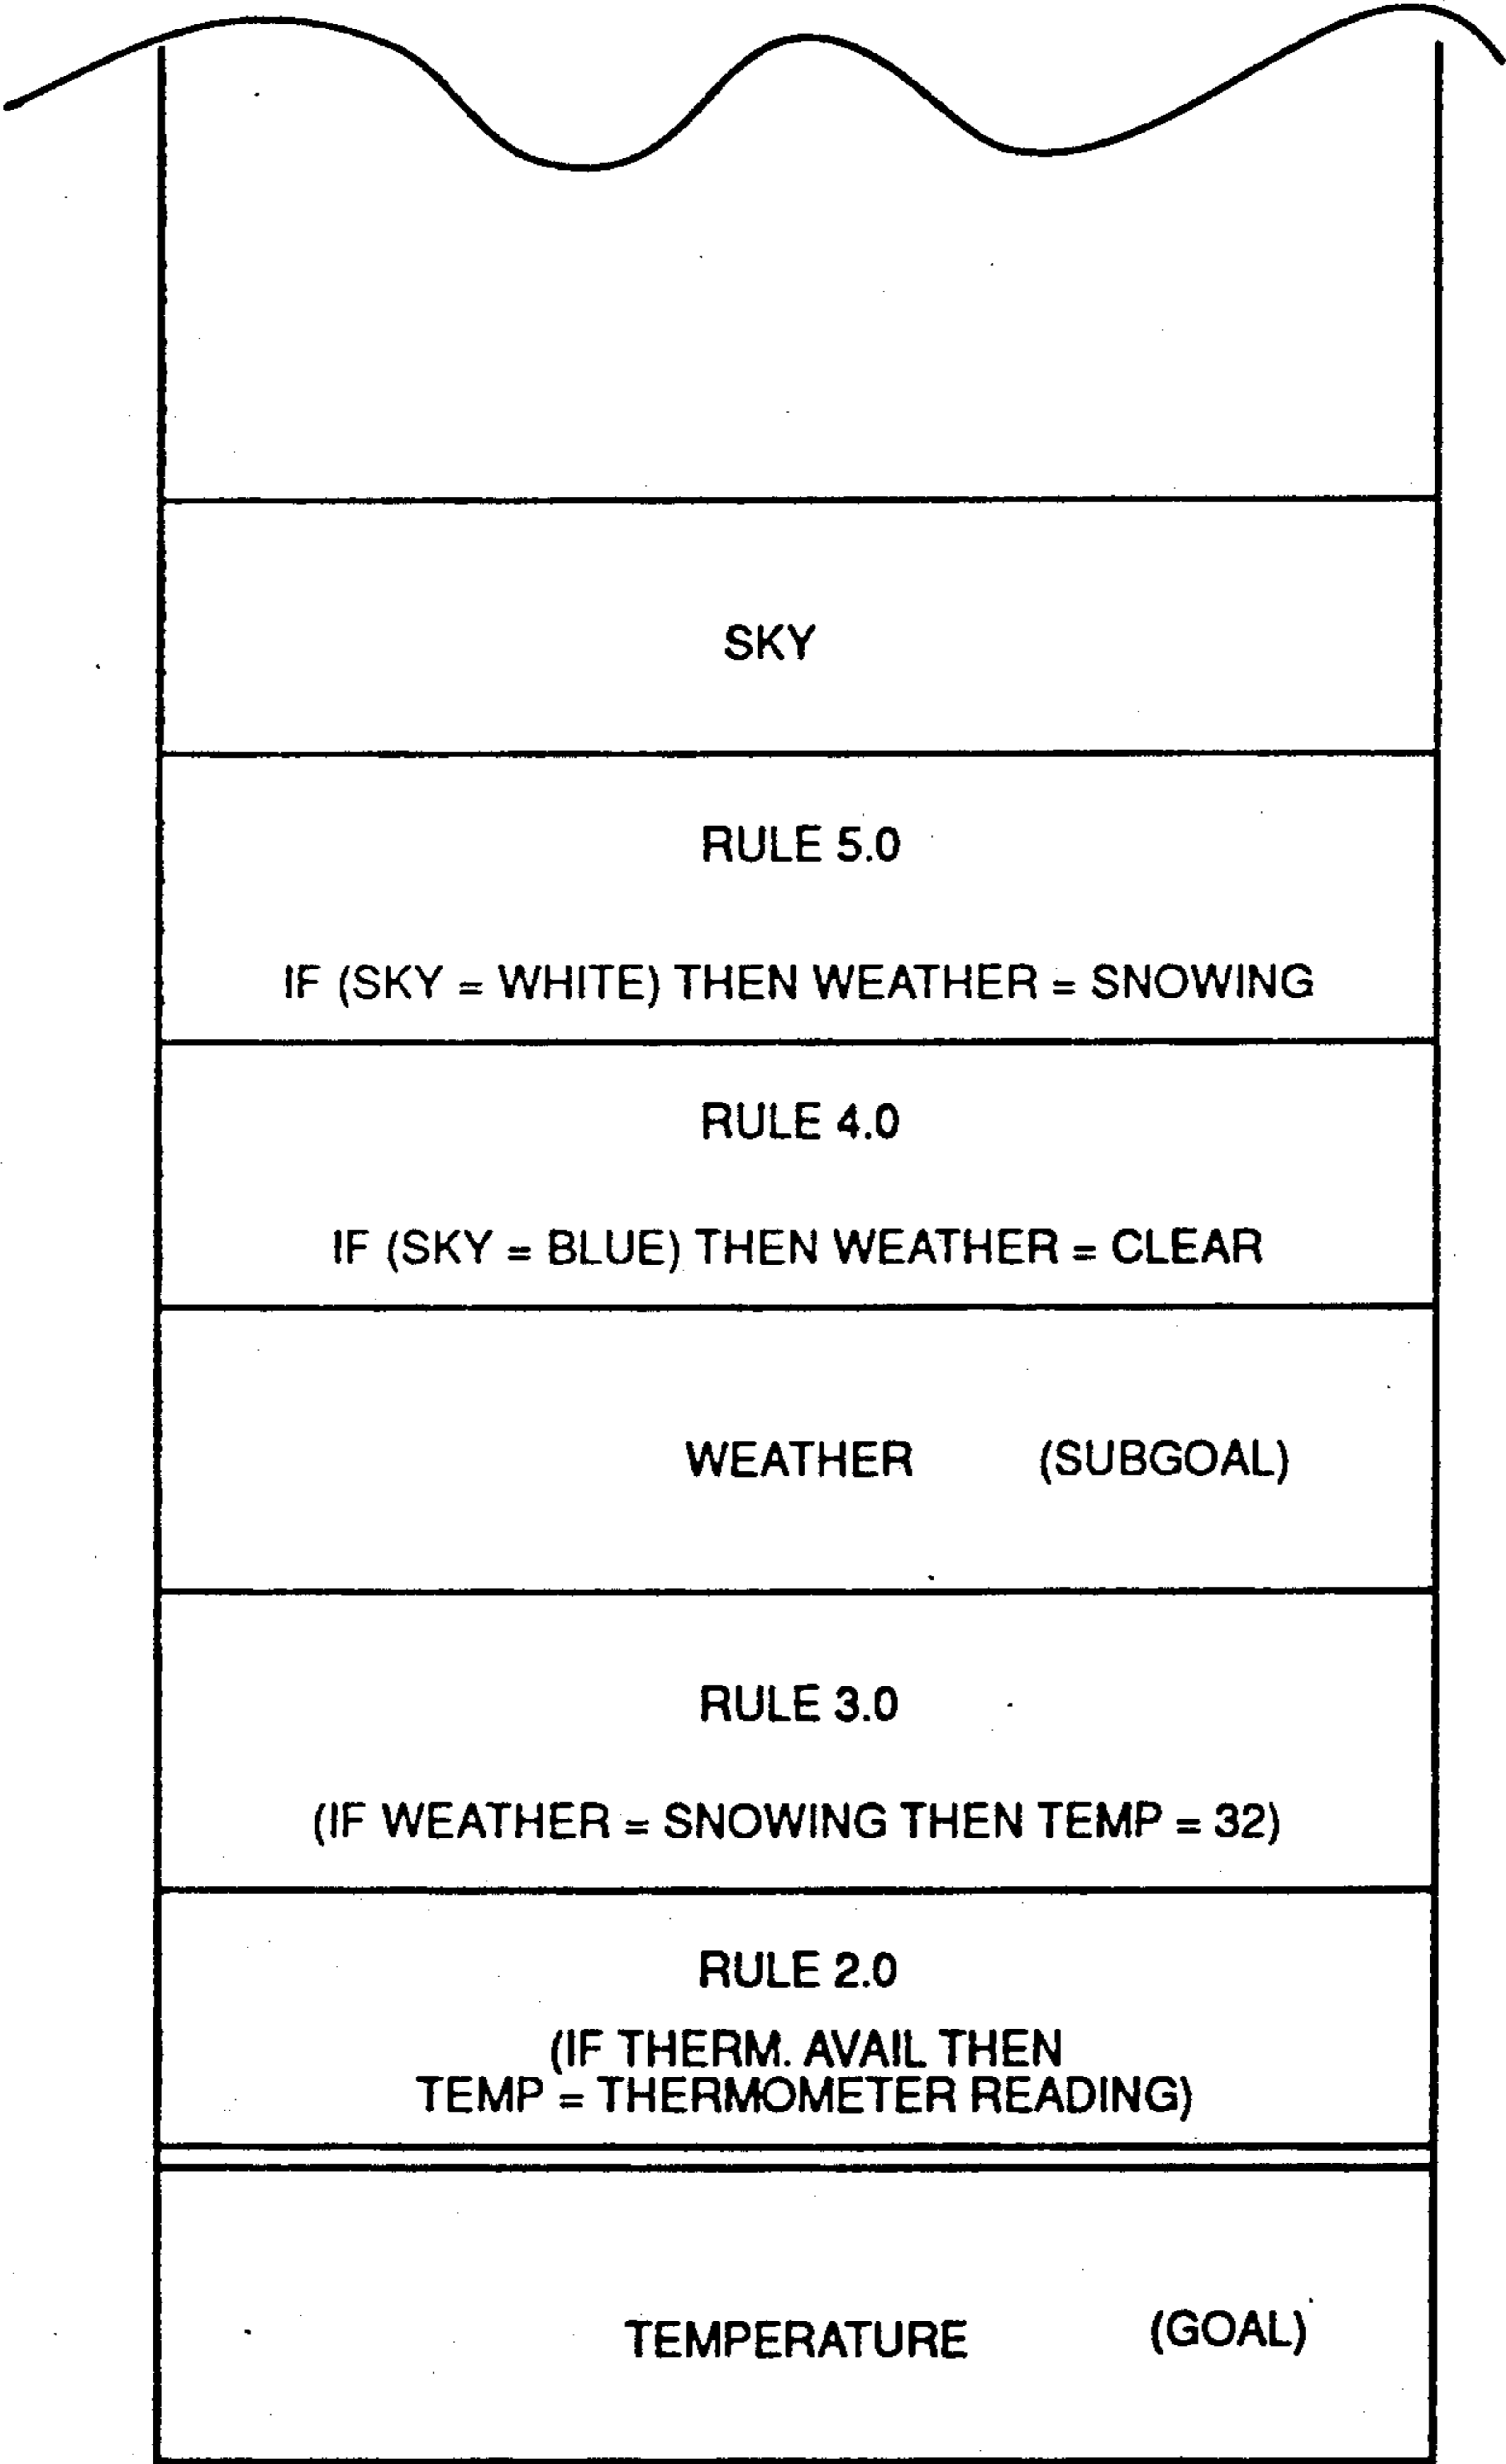 SKY
RULE 5.0
IF (SKY = WHITE) THEN WEATHER = SNOWING
RULE 4.0
IF (SKY = BLUE) THEN WEATHER = CLEAR
WEATHER (SUBGOAL)
RULE 3.0
(IF WEATHER = SNOWING THEN TEMP = 32)
RULE 2.0
(IF THERM. AVAIL THEN
TEMP = THERMOMETER READING)
TEMPERATURE (GOAL)